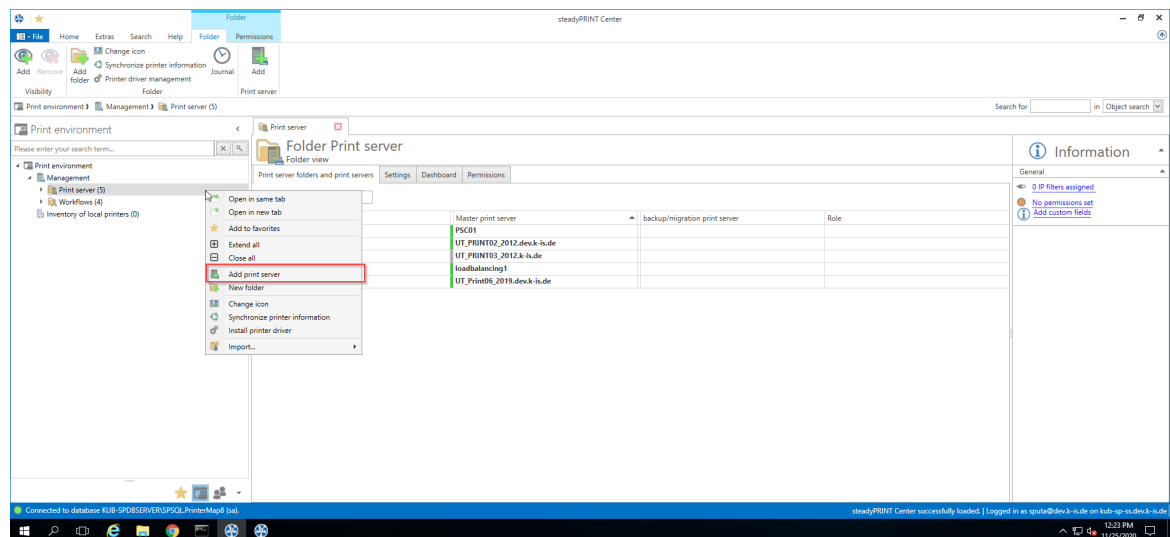 Folder
steadyPRINT Center
File Home Extras Search Help Folder Permissions
Add Remove
Add folder
Change icon
Synchronize printer information
Printer driver management
Journal
Add
Visibility Folder Print server
Print environment Management Print server (5)
Search for in Object search
Print environment
Please enter your search term...
Print environment
Management
Print server (5)
Workflows (4)
Inventory of local printers (0)
Open in same tab
Open in new tab
Add to favorites
Extend all
Close all
Add print server
New folder
Change icon
Synchronize printer information
Install printer driver
Import...
Print server
Folder Print server
Folder view
Print server folders and print servers Settings Dashboard Permissions
Master print server backup/migration print server Role
PSC01
UT_PRINT02_2012.dev.k-is.de
UT_PRINT03_2012.k-is.de
loadbalancing1
UT_Print06_2019.dev.k-is.de
Information
General
0 IP filters assigned
No permissions set
Add custom fields
Connected to database KUB-SPDBSERVER\SPSQL.PrinterMap8 (sa).
steadyPRINT Center successfully loaded. | Logged in as sputa@dev.k-is.de on kub-sp-ss.dev.k-is.de
12:23 PM
11/25/2020